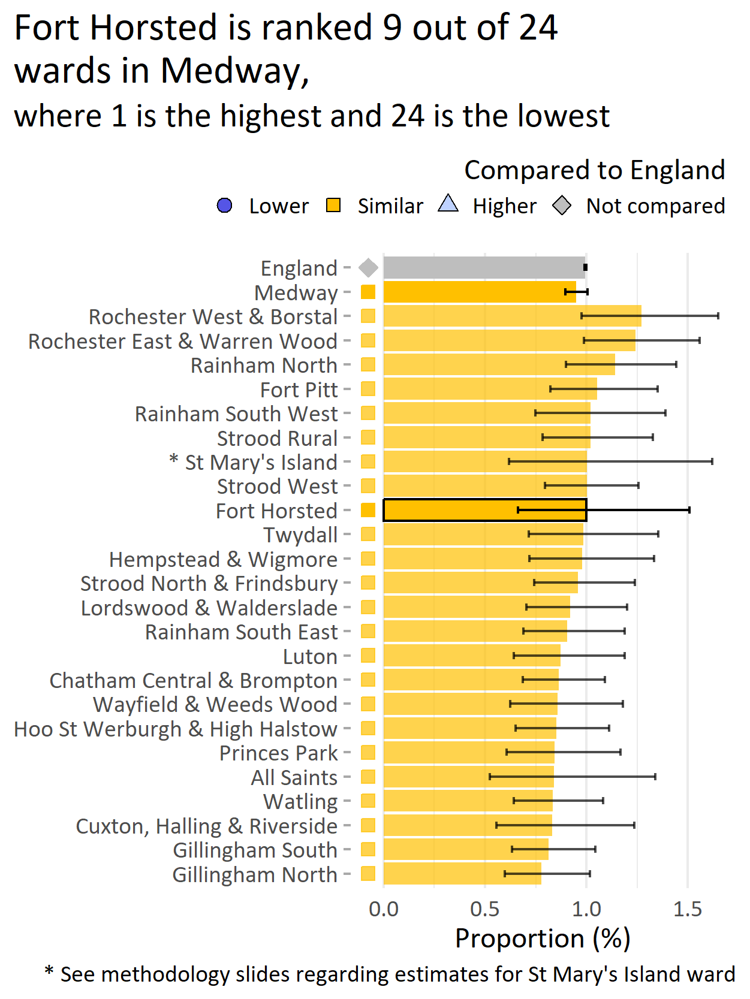 Fort Horsted is ranked 9 out of 24
wards in Medway,
where 1 is the highest and 24 is the lowest
Compared to England
Lower Similar Higher Not compared
England
Medway
Rochester West & Borstal
Rochester East & Warren Wood
Rainham North
Fort Pitt
Rainham South West
Strood Rural
* St Mary's Island
Strood West
Fort Horsted
Twydall
Hempstead & Wigmore
Strood North & Frindsbury
Lordswood & Walderslade
Rainham South East
Luton
Chatham Central & Brompton
Wayfield & Weeds Wood
Hoo St Werburgh & High Halstow
Princes Park
All Saints
Watling
Cuxton, Halling & Riverside
Gillingham South
Gillingham North
0.0 0.5 1.0 1.5
Proportion (%)
* See methodology slides regarding estimates for St Mary's Island ward